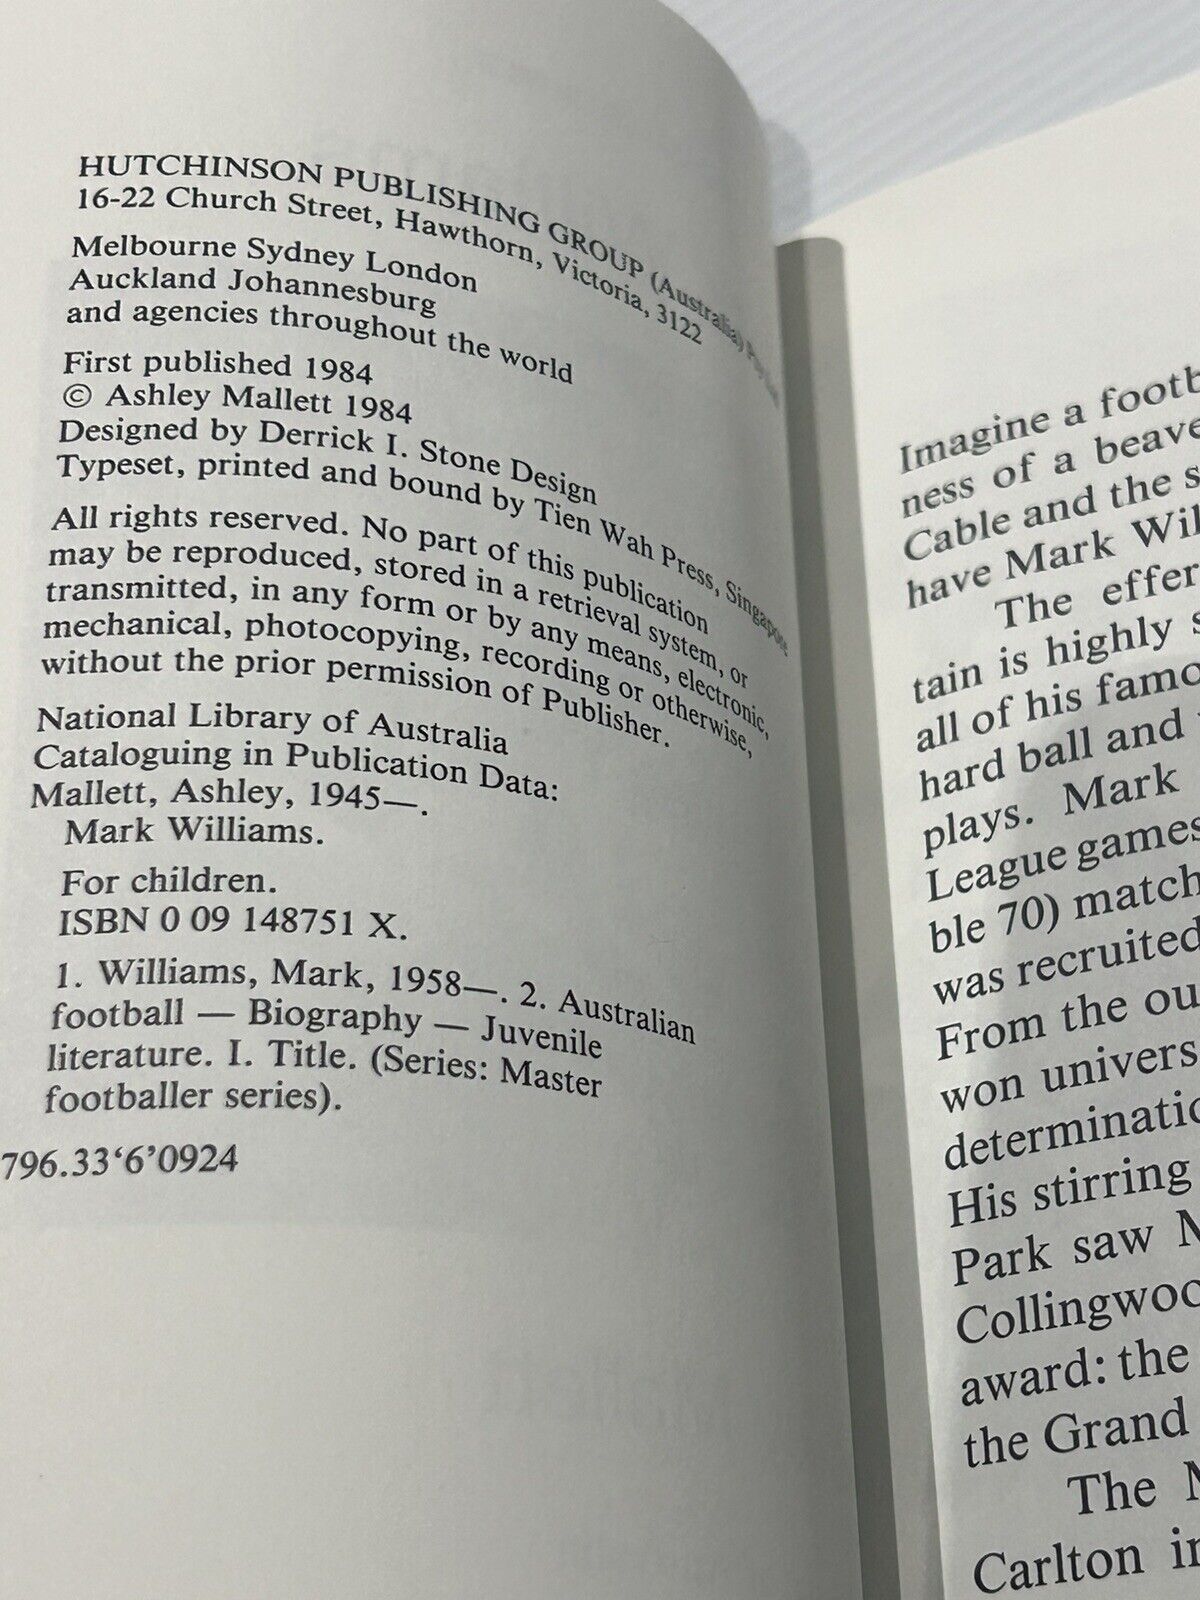 HUTCHINSON PUBLISHING GROUP (Australia) Pty
16-22 Church Street, Hawthorn, Victoria, 3122
Melbourne Sydney London
Auckland Johannesburg
and agencies throughout the world
First published 1984
© Ashley Mallett 1984
Designed by Derrick I. Stone Design
Typeset, printed and bound by Tien Wah Press, Singapore
All rights reserved. No part of this publication
may be reproduced, stored in a retrieval system, or
transmitted, in any form or by any means, electronic,
mechanical, photocopying, recording or otherwise,
without the prior permission of Publisher.
National Library of Australia
Cataloguing in Publication Data:
Mallett, Ashley, 1945—.
Mark Williams.
For children.
ISBN 0 09 148751 X.
1. Williams, Mark, 1958—. 2. Australian
football — Biography — Juvenile
literature. I. Title. (Series: Master
footballer series).
796.33‘6’0924
Imagine a footb
ness of a beave
Cable and the s
have Mark Wil
The effer
tain is highly s
all of his famo
hard ball and
plays. Mark
League games
ble 70) match
was recruited
From the ou
won univers
determinatio
His stirring
Park saw M
Collingwoo
award: the
the Grand
The M
Carlton in